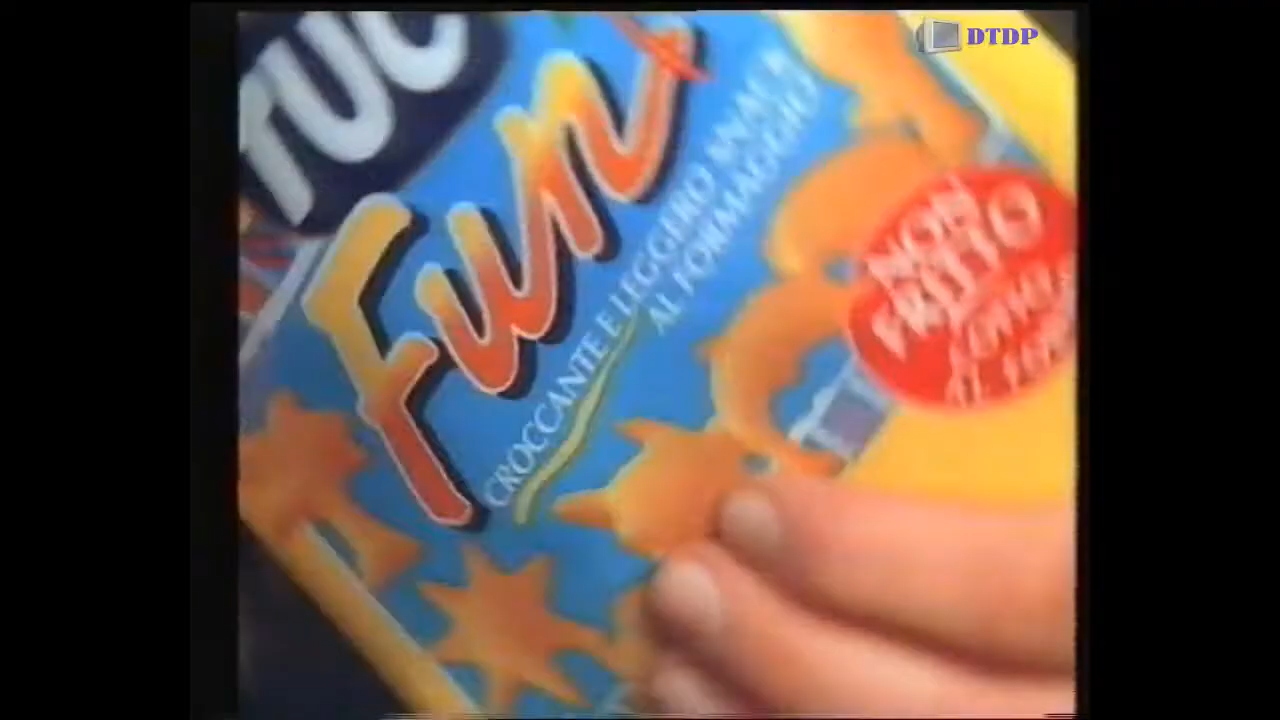 DTDP
TUC
Fun
CROCCANTE E LEGGERO SNACK
AL FORMAGGIO
NON
FRITTO